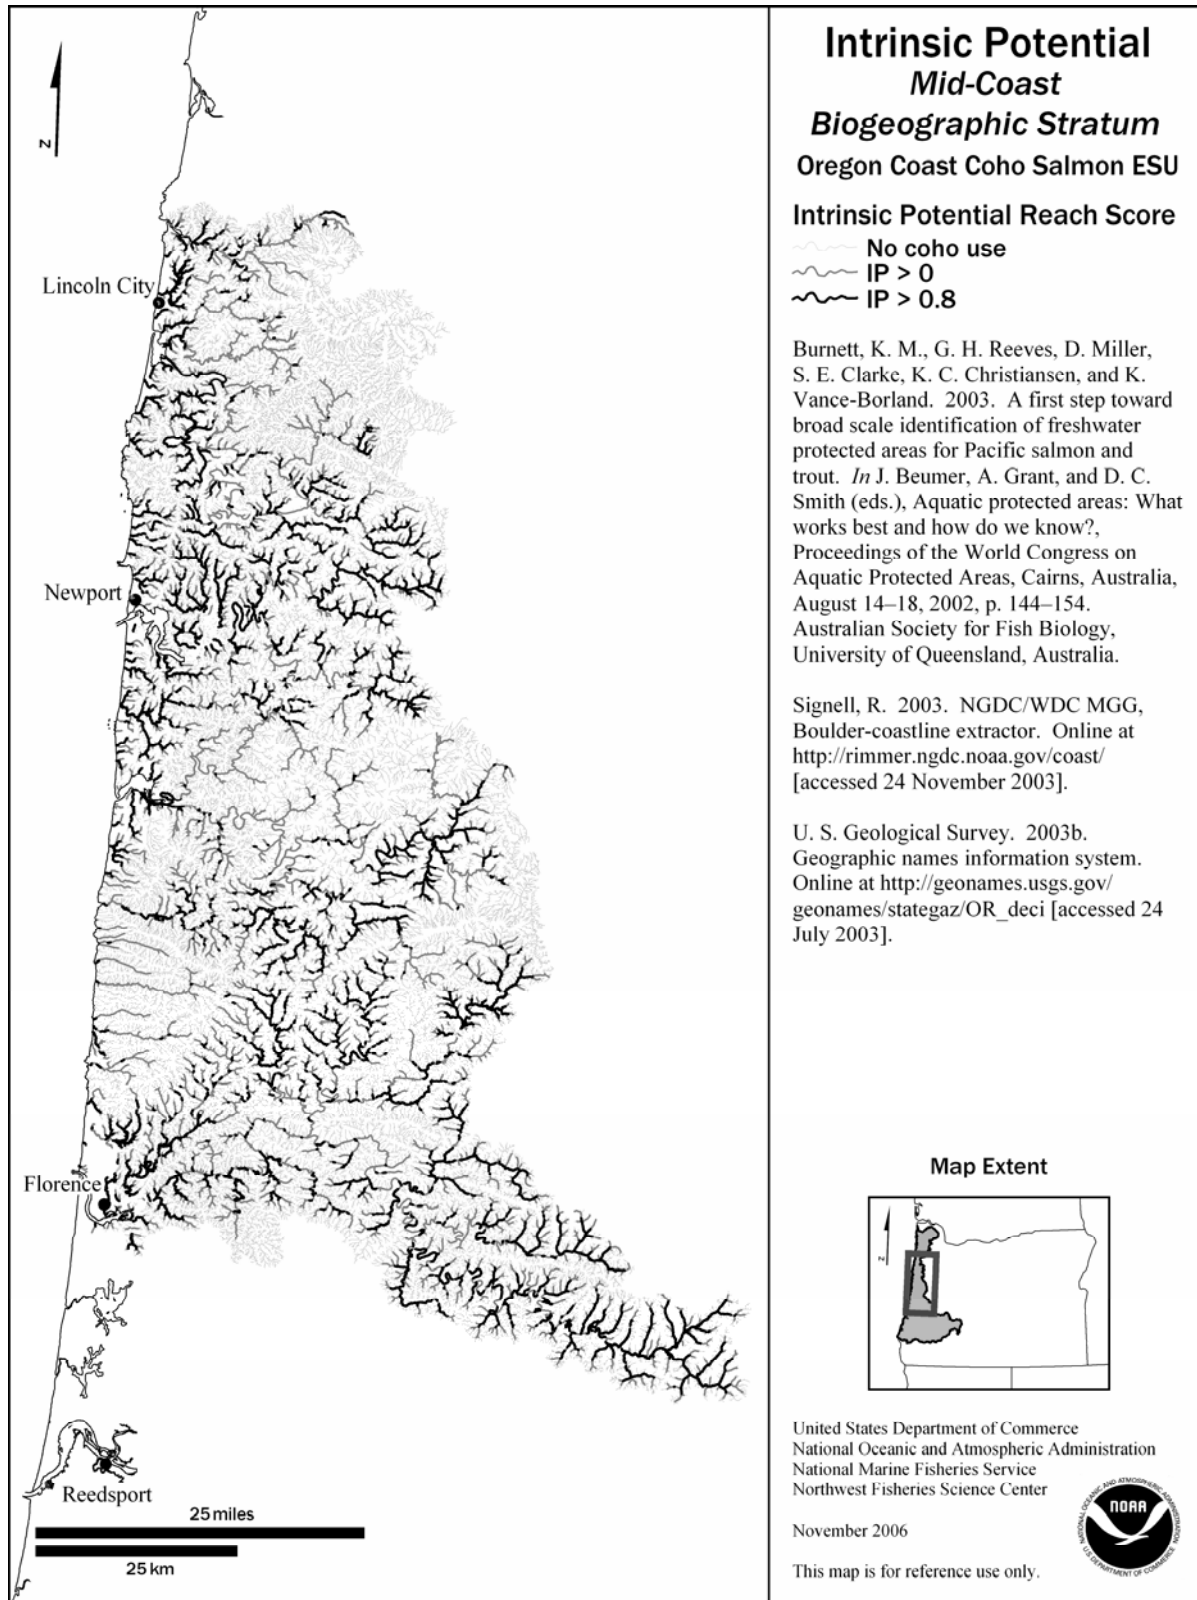 Intrinsic Potential
Mid-Coast
Biogeographic Stratum
Oregon Coast Coho Salmon ESU
Intrinsic Potential Reach Score
No coho use
IP > 0
IP > 0.8
Burnett, K. M., G. H. Reeves, D. Miller,
S. E. Clarke, K. C. Christiansen, and K.
Vance-Borland. 2003. A first step toward
broad scale identification of freshwater
protected areas for Pacific salmon and
trout. In J. Beumer, A. Grant, and D. C.
Smith (eds.), Aquatic protected areas: What
works best and how do we know?,
Proceedings of the World Congress on
Aquatic Protected Areas, Cairns, Australia,
August 14–18, 2002, p. 144–154.
Australian Society for Fish Biology,
University of Queensland, Australia.
Signell, R. 2003. NGDC/WDC MGG,
Boulder-coastline extractor. Online at
http://rimmer.ngdc.noaa.gov/coast/
[accessed 24 November 2003].
U. S. Geological Survey. 2003b.
Geographic names information system.
Online at http://geonames.usgs.gov/
geonames/stategaz/OR_deci [accessed 24
July 2003].
Map Extent
N
United States Department of Commerce
National Oceanic and Atmospheric Administration
National Marine Fisheries Service
Northwest Fisheries Science Center
November 2006
This map is for reference use only.
NATIONAL OCEANIC AND ATMOSPHERIC ADMINISTRATION
NOAA
U.S. DEPARTMENT OF COMMERCE
N
Lincoln City
Newport
Florence
Reedsport
25 miles
25 km